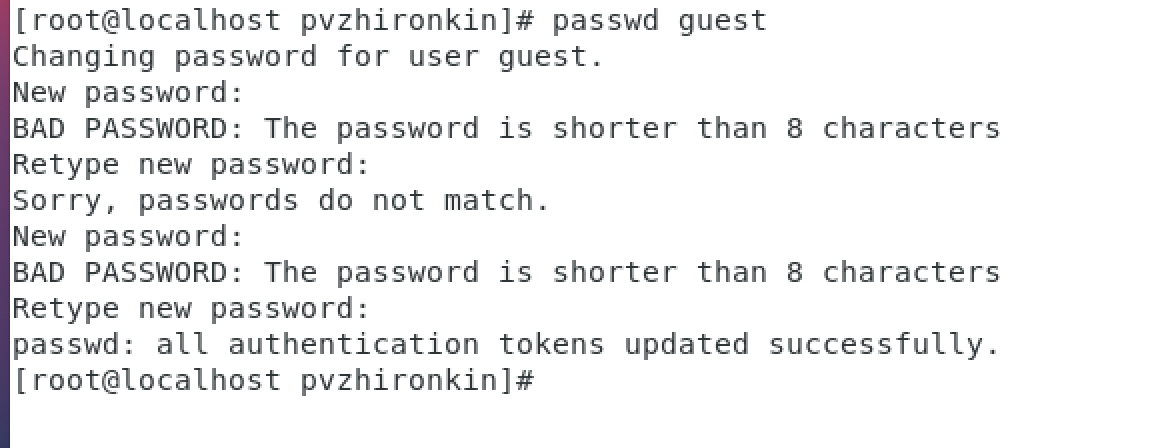 [root@localhost pvzhironkin]# passwd guest
Changing password for user guest.
New password:
BAD PASSWORD: The password is shorter than 8 characters
Retype new password:
Sorry, passwords do not match.
New password:
BAD PASSWORD: The password is shorter than 8 characters
Retype new password:
passwd: all authentication tokens updated successfully.
[root@localhost pvzhironkin]#